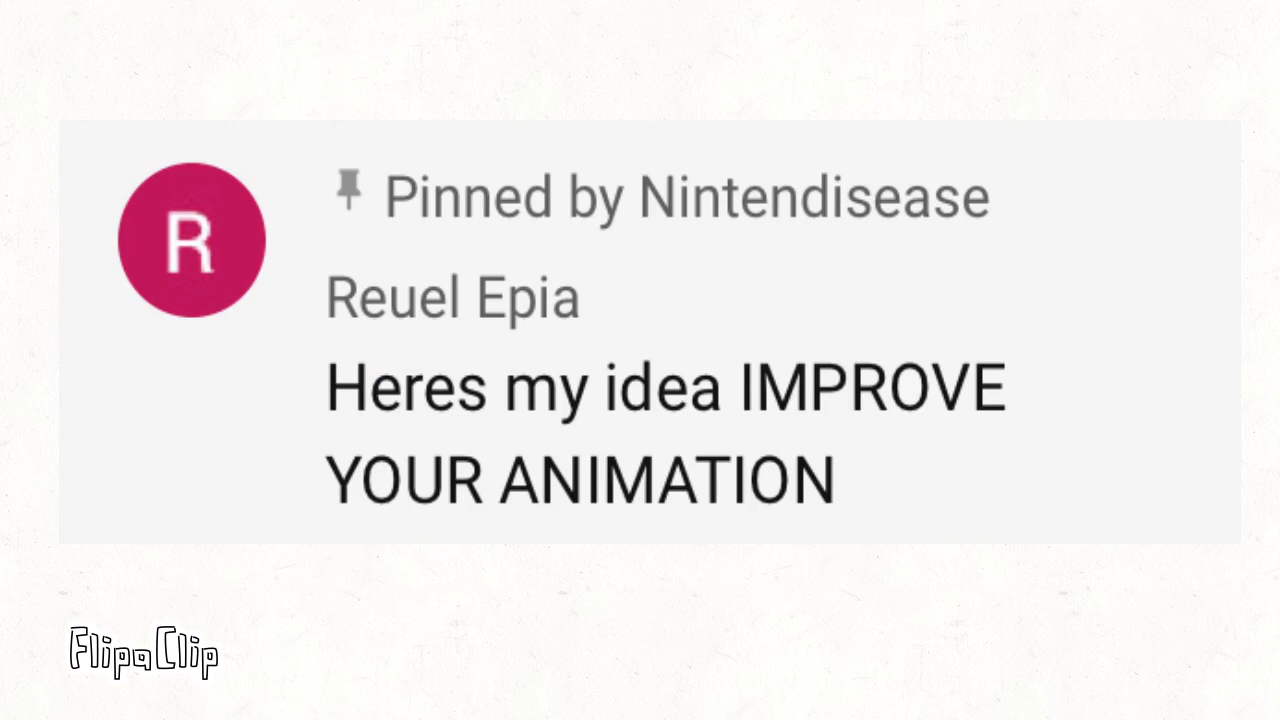 R
Pinned by Nintendisease
Reuel Epia
Heres my idea IMPROVE
YOUR ANIMATION
FlipaClip